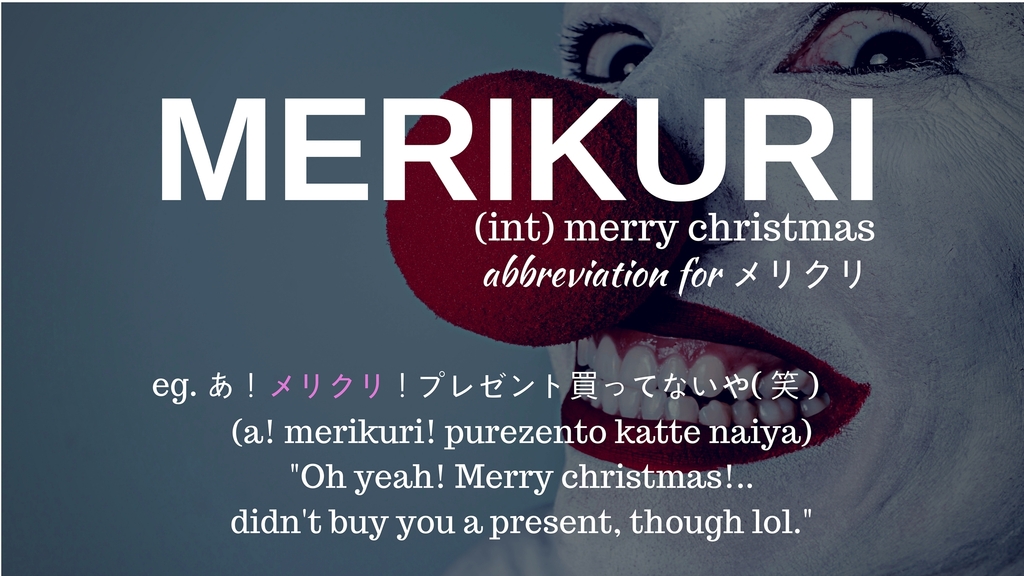 MERIKURI
(int) merry christmas
abbreviation for メリクリ
eg. あ！メリクリ！プレゼント買ってないや( 笑 )
(a! merikuri! purezento katte naiya)
"Oh yeah! Merry christmas!..
didn't buy you a present, though lol."